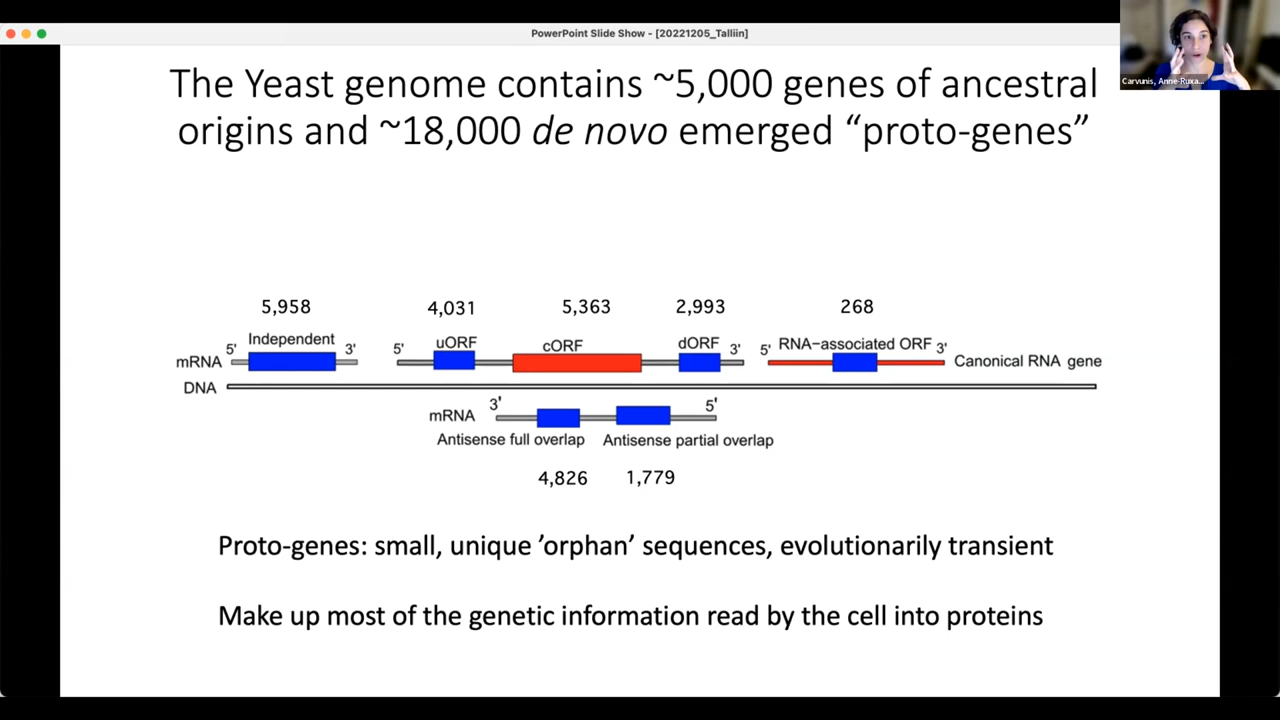 PowerPoint Slide Show - [20221205_Talliin]
Carvunis, Anne-Ruxa...
The Yeast genome contains ~5,000 genes of ancestral
origins and ~18,000 de novo emerged “proto-genes”
5,958 4,031 5,363 2,993 268
mRNA 5' Independent 3' 5' uORF cORF dORF 3' 5' RNA−associated ORF 3' Canonical RNA gene
DNA
mRNA 3' 5'
Antisense full overlap Antisense partial overlap
4,826 1,779
Proto-genes: small, unique ’orphan’ sequences, evolutionarily transient
Make up most of the genetic information read by the cell into proteins